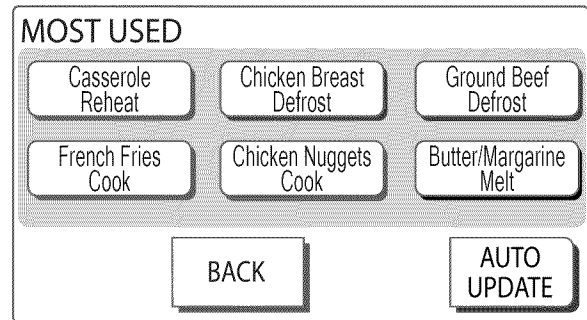 MOST USED
Casserole
Reheat
Chicken Breast
Defrost
Ground Beef
Defrost
French Fries
Cook
Chicken Nuggets
Cook
Butter/Margarine
Melt
BACK
AUTO
UPDATE